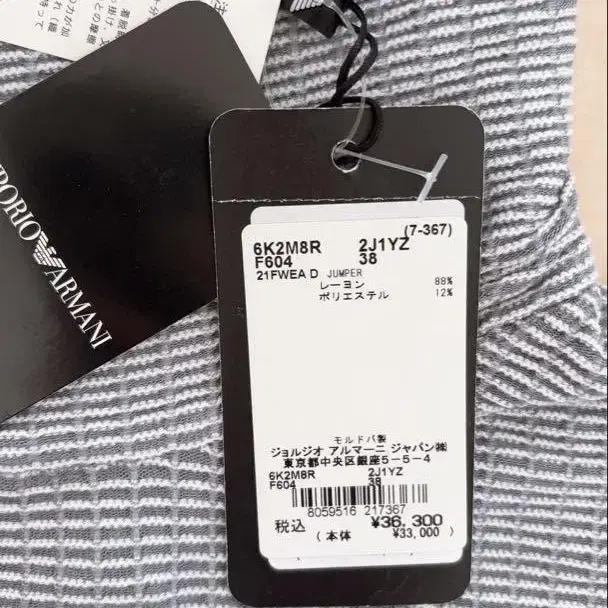 EMPORIO ARMANI
(7-367)
6K2M8R 2J1YZ
F604 38
21FWEA D JUMPER
レーヨン 88%
ポリエステル 12%
モルドバ製
ジョルジオ アルマーニ ジャパン㈱
東京都中央区銀座5-5-4
6K2M8R 2J1YZ
F604 38
8059516 217367
税込 ¥36,300
(本体 ¥33,000)